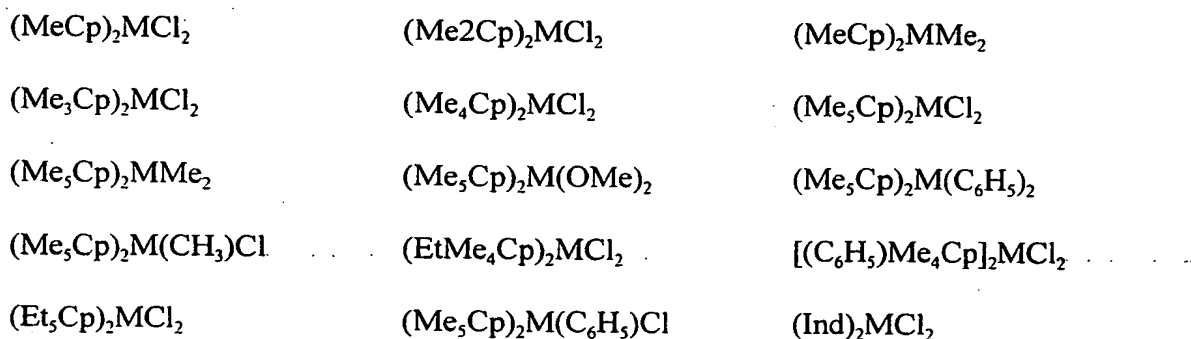 (MeCp)₂MCl₂ (Me2Cp)₂MCl₂ (MeCp)₂MMe₂
(Me₃Cp)₂MCl₂ (Me₄Cp)₂MCl₂ (Me₅Cp)₂MCl₂
(Me₅Cp)₂MMe₂ (Me₅Cp)₂M(OMe)₂ (Me₅Cp)₂M(C₆H₅)₂
(Me₅Cp)₂M(CH₃)Cl (EtMe₄Cp)₂MCl₂ [(C₆H₅)Me₄Cp]₂MCl₂
(Et₅Cp)₂MCl₂ (Me₅Cp)₂M(C₆H₅)Cl (Ind)₂MCl₂